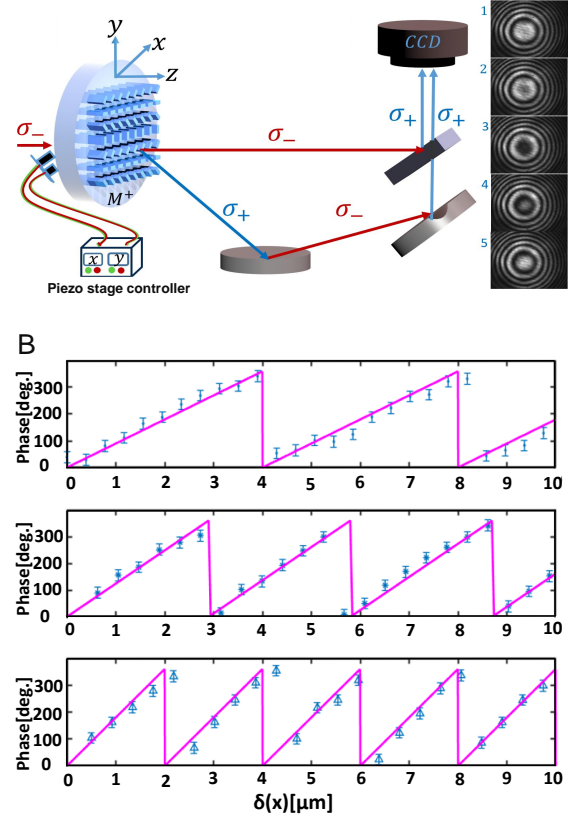 y
x
z
σ₋
M⁺
x y
Piezo stage controller
σ₋
σ₊
σ₋
CCD
σ₊ σ₊
1
2
3
4
5
B
Phase[deg.]
300
200
100
0
0 1 2 3 4 5 6 7 8 9 10
Phase[deg.]
300
200
100
0
0 1 2 3 4 5 6 7 8 9 10
Phase[deg.]
300
200
100
0
0 1 2 3 4 5 6 7 8 9 10
δ(x)[μm]